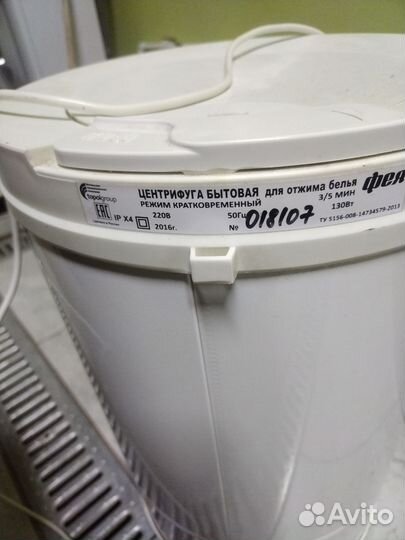 ЦЕНТРИФУГА БЫТОВАЯ для отжима белья
РЕЖИМ КРАТКОВРЕМЕННЫЙ 3/5 МИН
topolgroup
EAC IP X4 220В 50Гц 130Вт
2016г. № 018107 ТУ 5156-008-14734579-2013
Avito